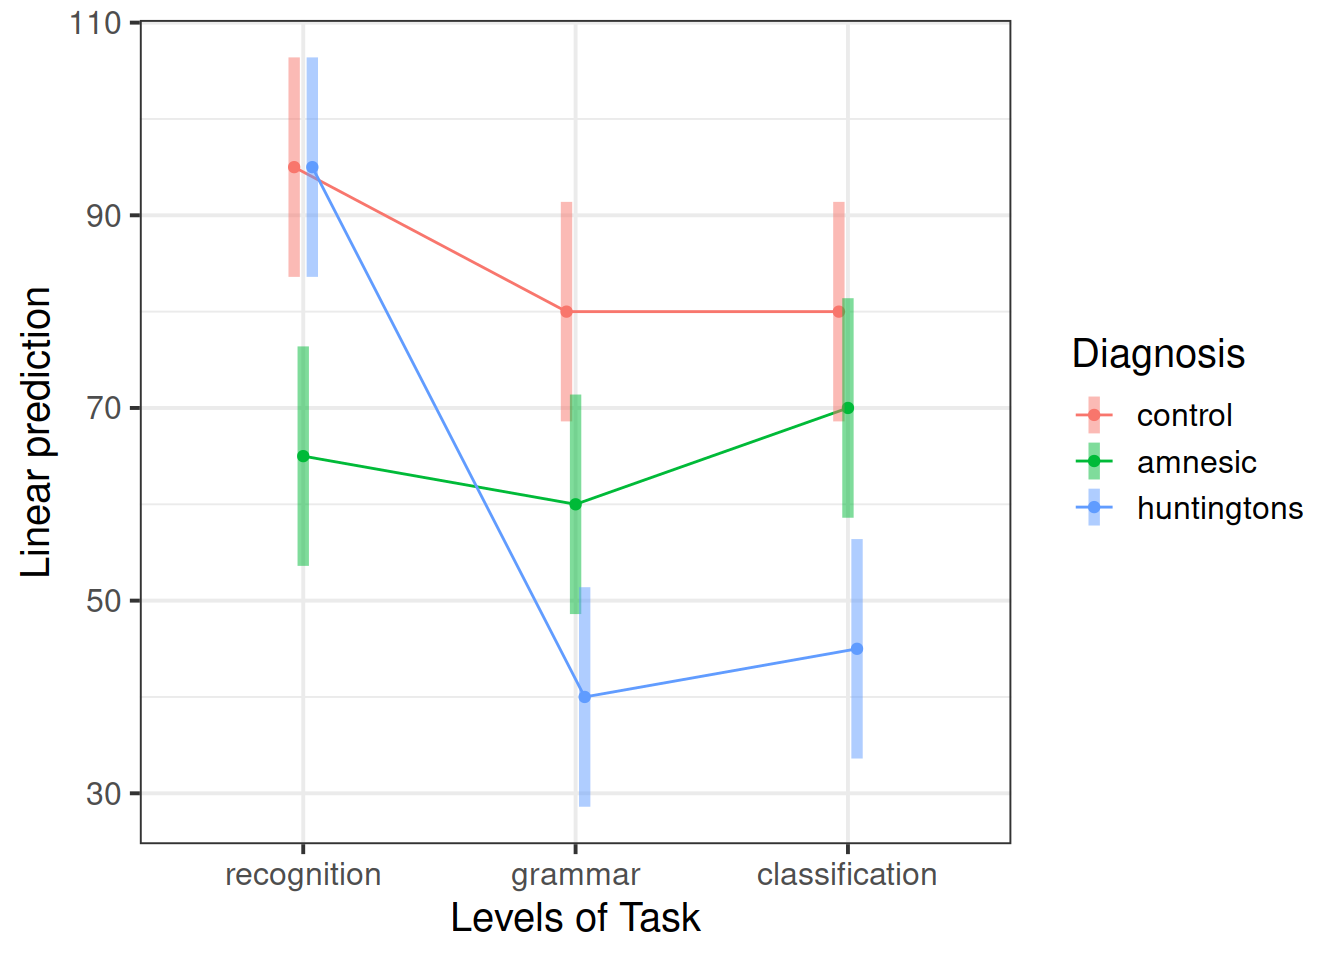 110
90
70
50
30
Linear prediction
recognition
grammar
classification
Levels of Task
Diagnosis
control
amnesic
huntingtons